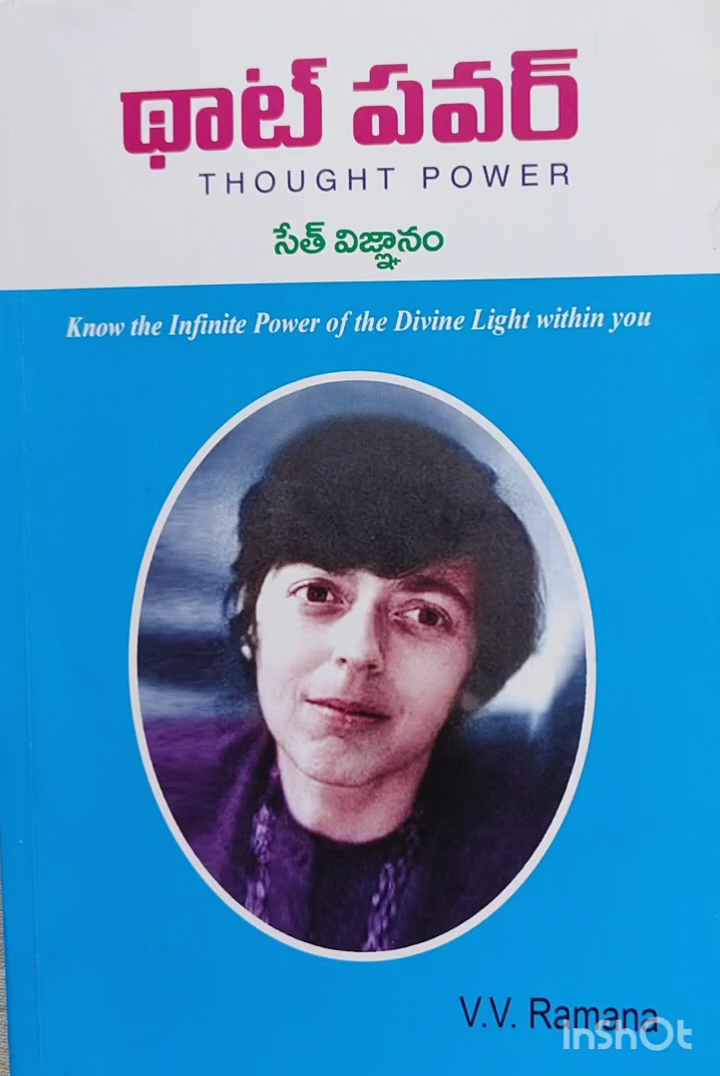 థాట్ పవర్
THOUGHT POWER
సేత్ విజ్ఞానం
Know the Infinite Power of the Divine Light within you
V.V. Ramana
InShOt